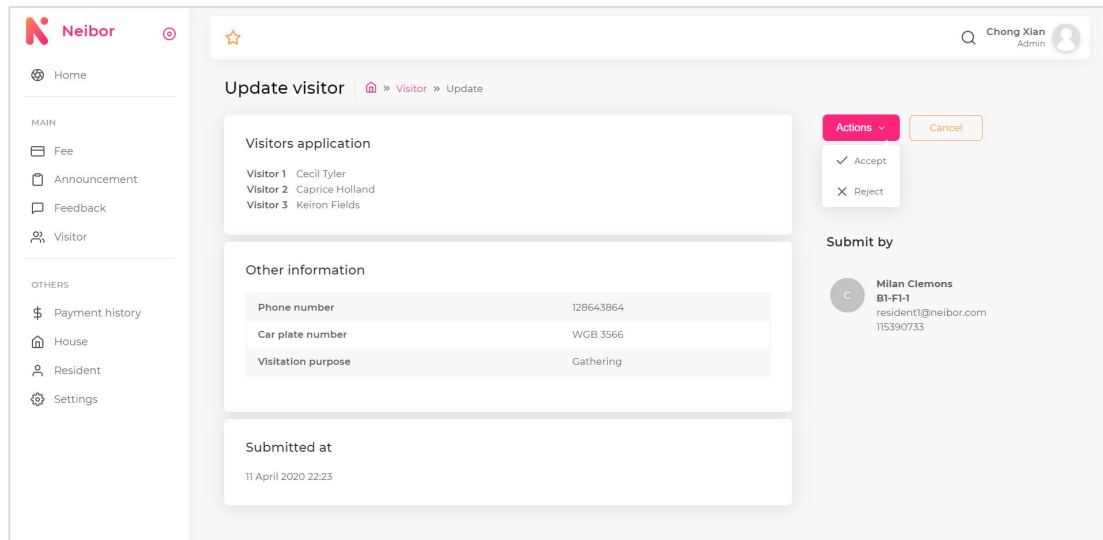 Neibor
Home
MAIN
Fee
Announcement
Feedback
Visitor
OTHERS
Payment history
House
Resident
Settings
Chong Xian
Admin
Update visitor » Visitor » Update
Visitors application
Visitor 1 Cecil Tyler
Visitor 2 Caprice Holland
Visitor 3 Keiron Fields
Other information
Phone number 128643864
Car plate number WGB 3566
Visitation purpose Gathering
Submitted at
11 April 2020 22:23
Actions
Cancel
Accept
Reject
Submit by
C
Milan Clemons
B1-F1-1
resident1@neibor.com
115390733